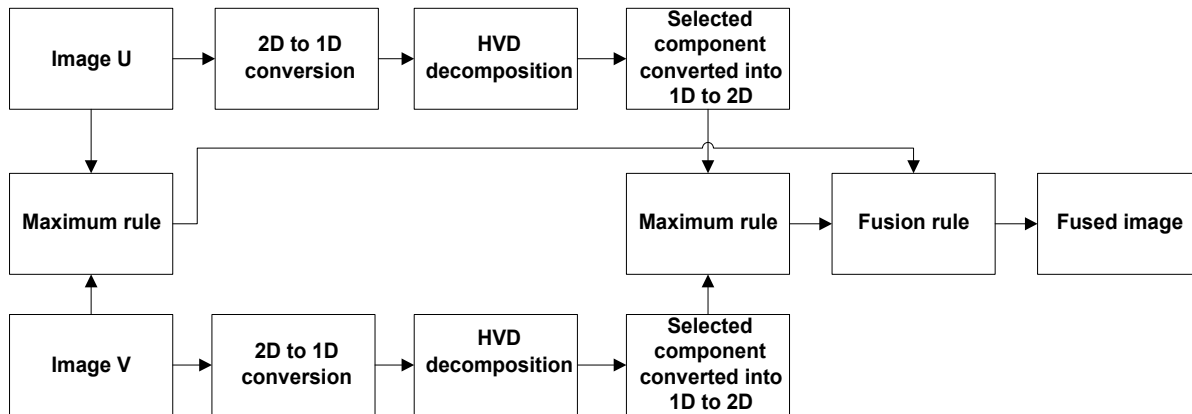 Image U
2D to 1D
conversion
HVD
decomposition
Selected
component
converted into
1D to 2D
Maximum rule
Maximum rule
Fusion rule
Fused image
Image V
2D to 1D
conversion
HVD
decomposition
Selected
component
converted into
1D to 2D